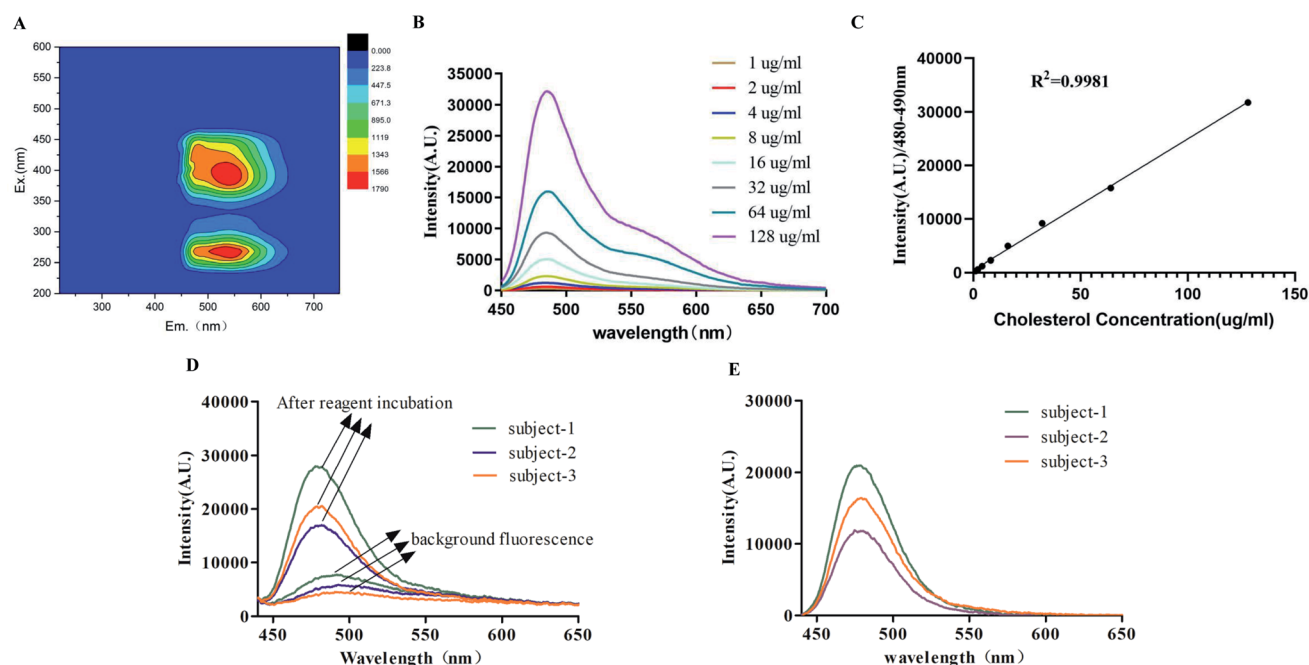 A
600
550
500
450
400
350
300
250
200
Ex.(nm)
300
400
500
600
700
Em.（nm）
0.000
223.8
447.5
671.3
895.0
1119
1343
1566
1790
B
35000
30000
25000
20000
15000
10000
5000
0
Intensity(A.U.)
450
500
550
600
650
700
wavelength（nm）
1 ug/ml
2 ug/ml
4 ug/ml
8 ug/ml
16 ug/ml
32 ug/ml
64 ug/ml
128 ug/ml
C
40000
30000
20000
10000
0
Intensity(A.U.)/480-490nm
R²=0.9981
0
50
100
150
Cholesterol Concentration(ug/ml)
D
40000
30000
20000
10000
0
Intensity(A.U.)
After reagent incubation
background fluorescence
subject-1
subject-2
subject-3
450
500
550
600
650
Wavelength（nm）
E
30000
20000
10000
0
Intensity(A.U.)
subject-1
subject-2
subject-3
450
500
550
600
650
wavelength（nm）